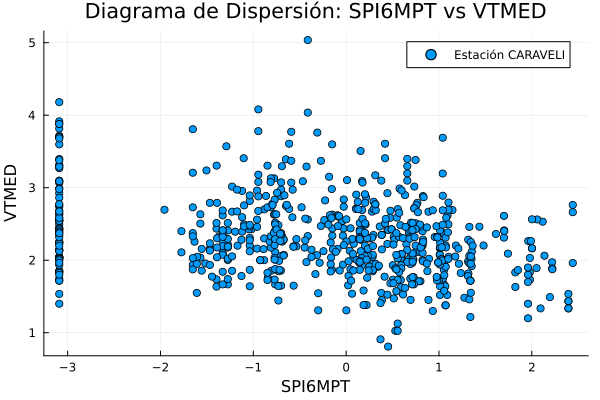 Diagrama de Dispersión: SPI6MPT vs VTMED
Estación CARAVELI
VTMED
5
4
3
2
1
−3
−2
−1
0
1
2
SPI6MPT